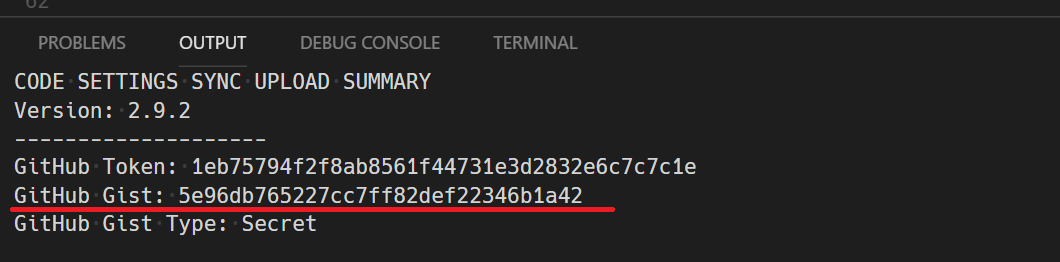 62
PROBLEMS OUTPUT DEBUG CONSOLE TERMINAL
CODE SETTINGS SYNC UPLOAD SUMMARY
Version: 2.9.2
--------------------
GitHub Token: 1eb75794f2f8ab8561f44731e3d2832e6c7c7c1e
GitHub Gist: 5e96db765227cc7ff82def22346b1a42
GitHub Gist Type: Secret